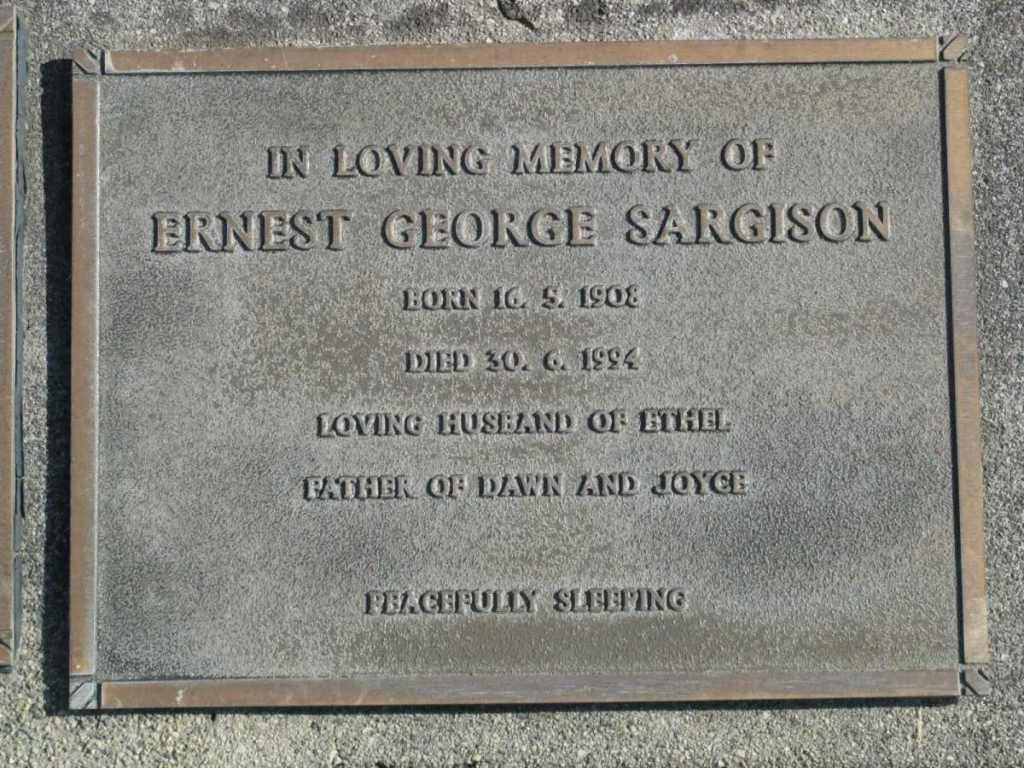 IN LOVING MEMORY OF
ERNEST GEORGE SARGISON
BORN 16. 5. 1908
DIED 30. 6. 1994
LOVING HUSBAND OF ETHEL
FATHER OF DAWN AND JOYCE
PEACEFULLY SLEEPING